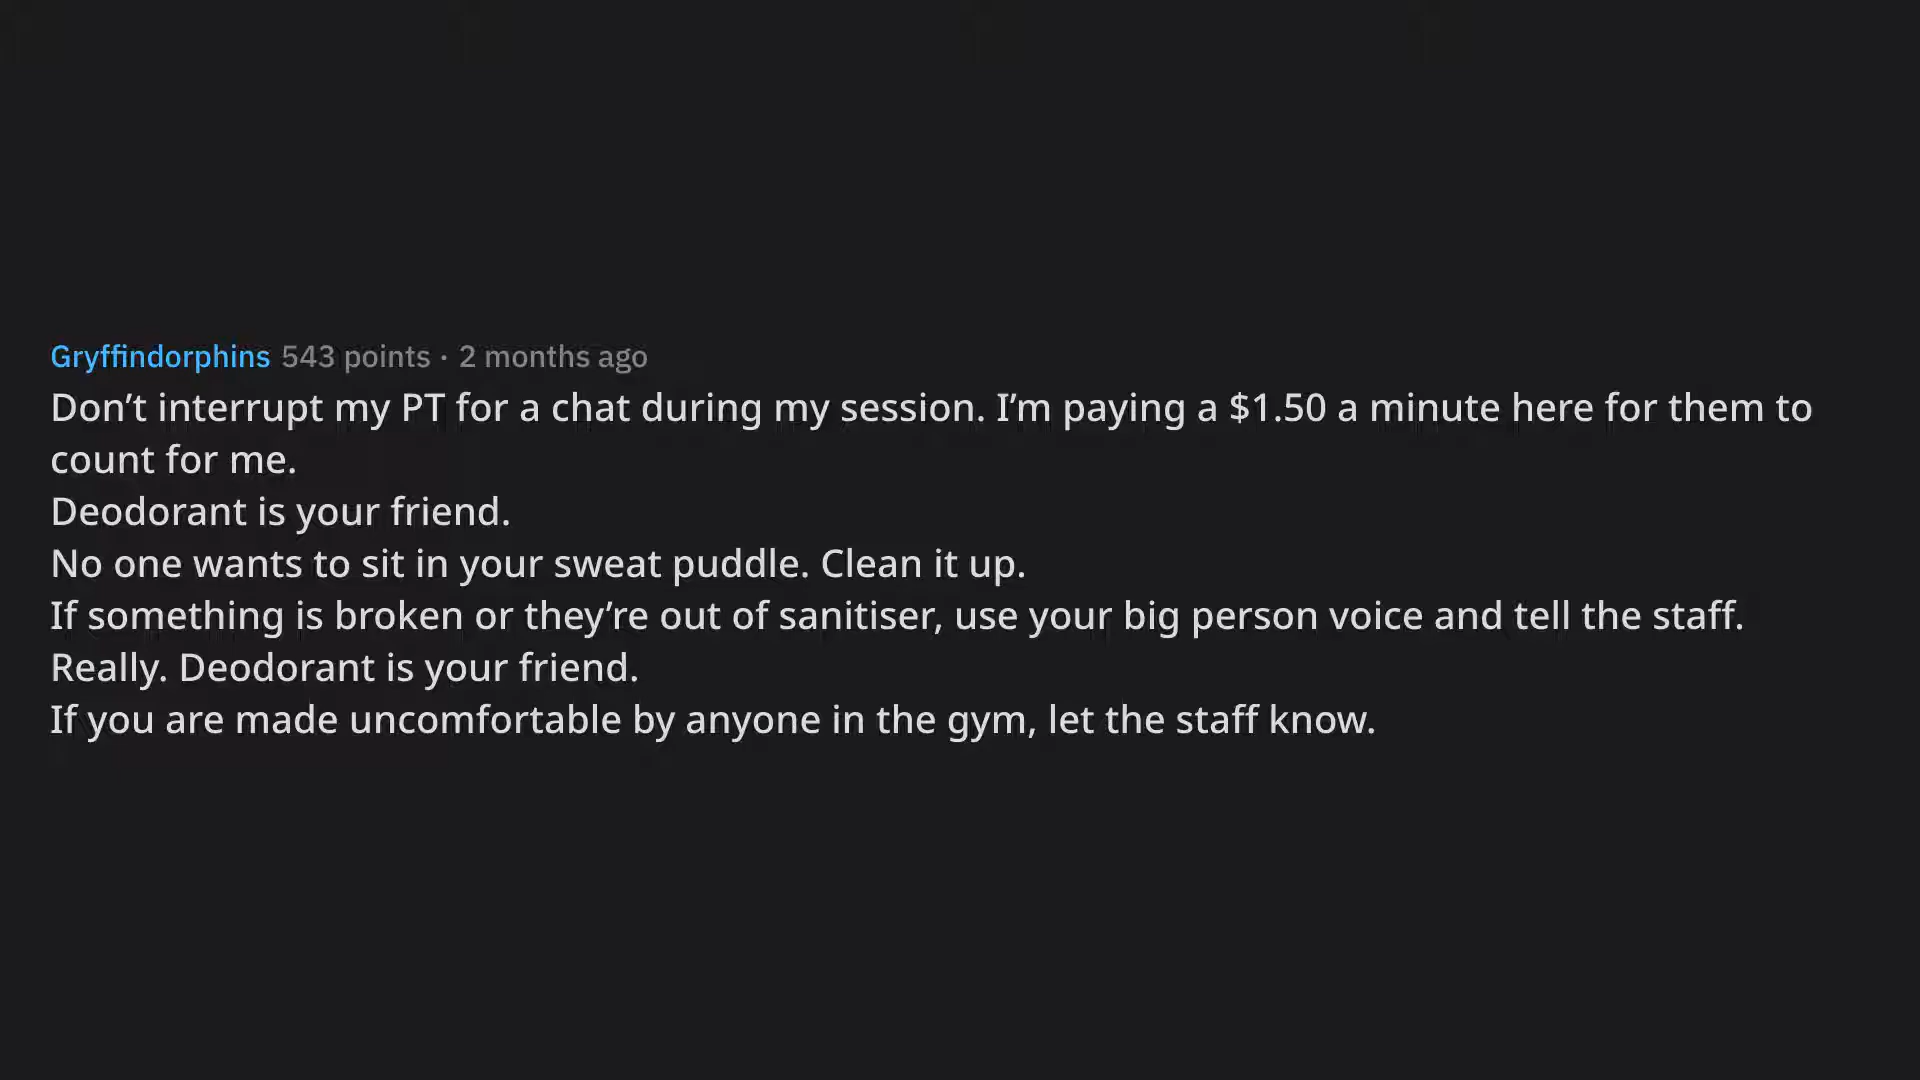 Gryffindorphins 543 points · 2 months ago
Don’t interrupt my PT for a chat during my session. I’m paying a $1.50 a minute here for them to
count for me.
Deodorant is your friend.
No one wants to sit in your sweat puddle. Clean it up.
If something is broken or they’re out of sanitiser, use your big person voice and tell the staff.
Really. Deodorant is your friend.
If you are made uncomfortable by anyone in the gym, let the staff know.